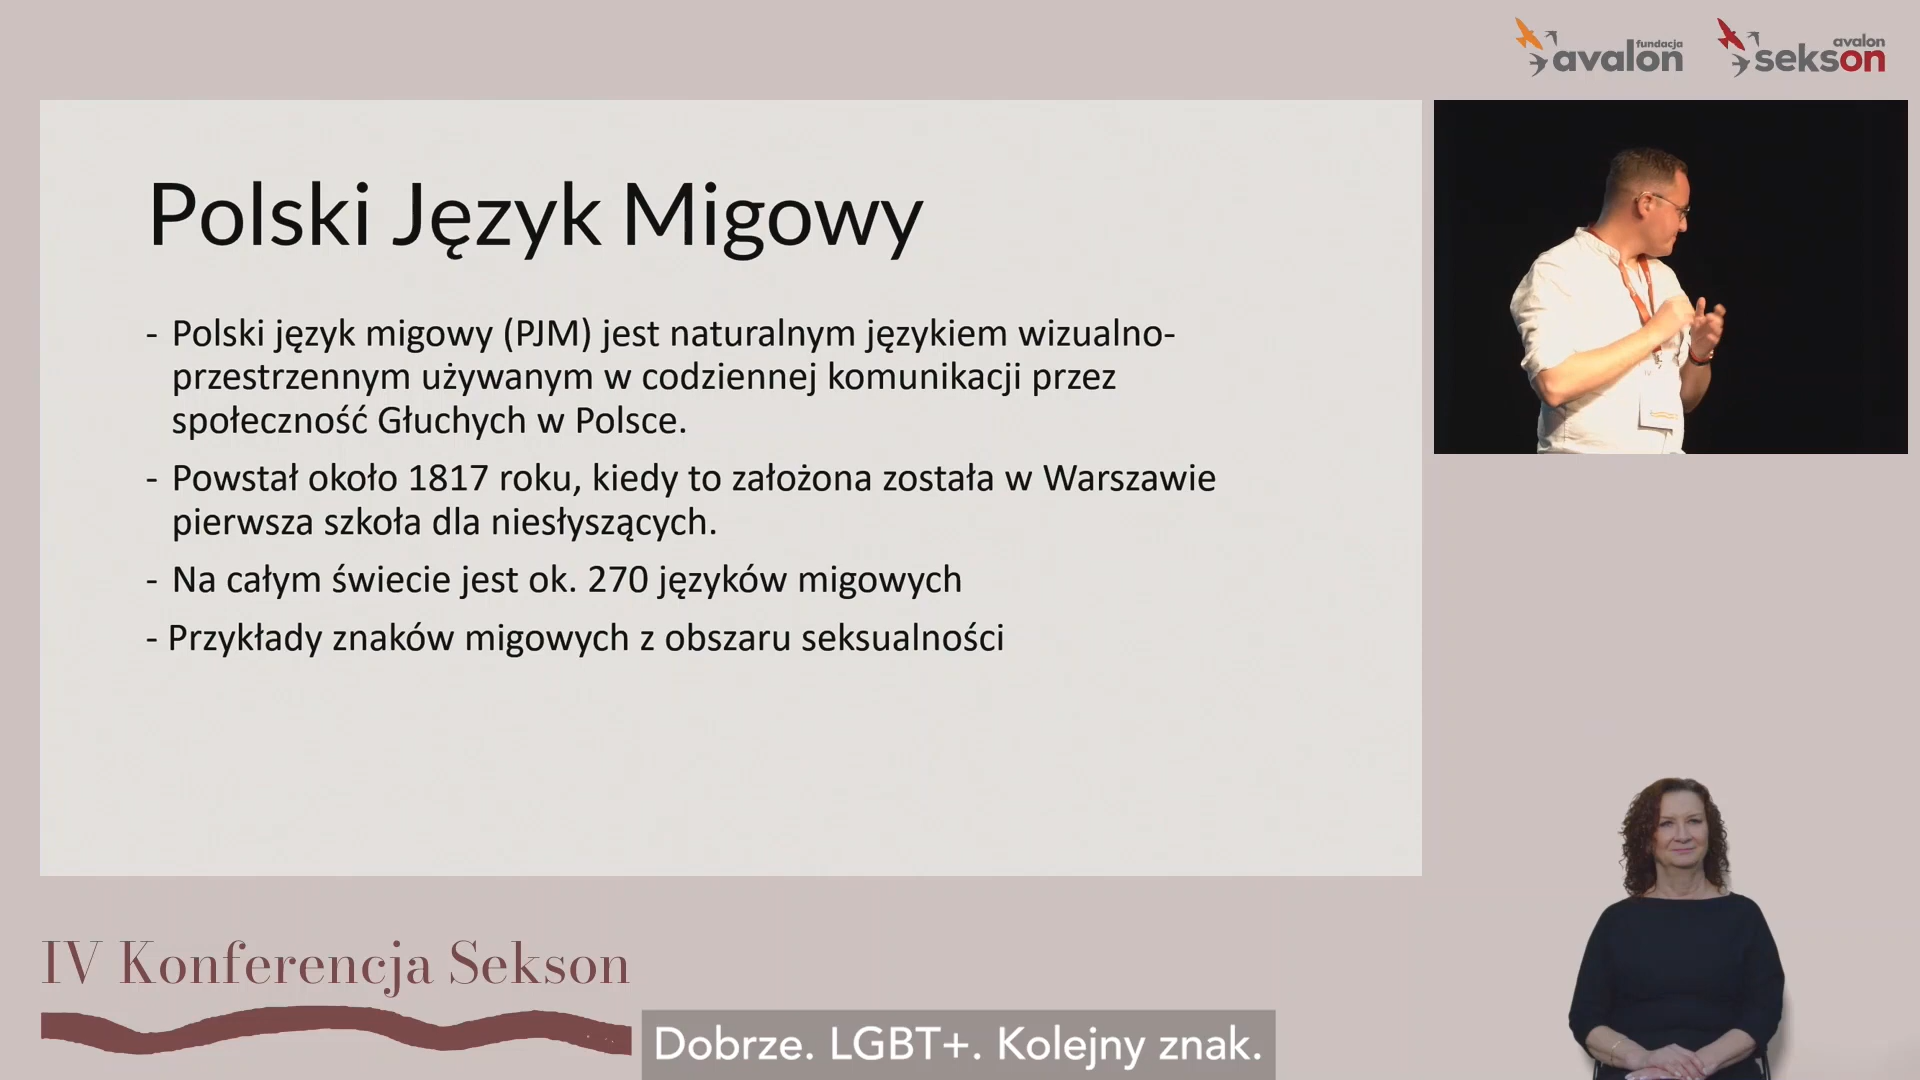 fundacja
avalon
avalon
sekson
Polski Język Migowy
- Polski język migowy (PJM) jest naturalnym językiem wizualno-
przestrzennym używanym w codziennej komunikacji przez
społeczność Głuchych w Polsce.
- Powstał około 1817 roku, kiedy to założona została w Warszawie
pierwsza szkoła dla niesłyszących.
- Na całym świecie jest ok. 270 języków migowych
- Przykłady znaków migowych z obszaru seksualności
IV Konferencja Sekson
Dobrze. LGBT+. Kolejny znak.